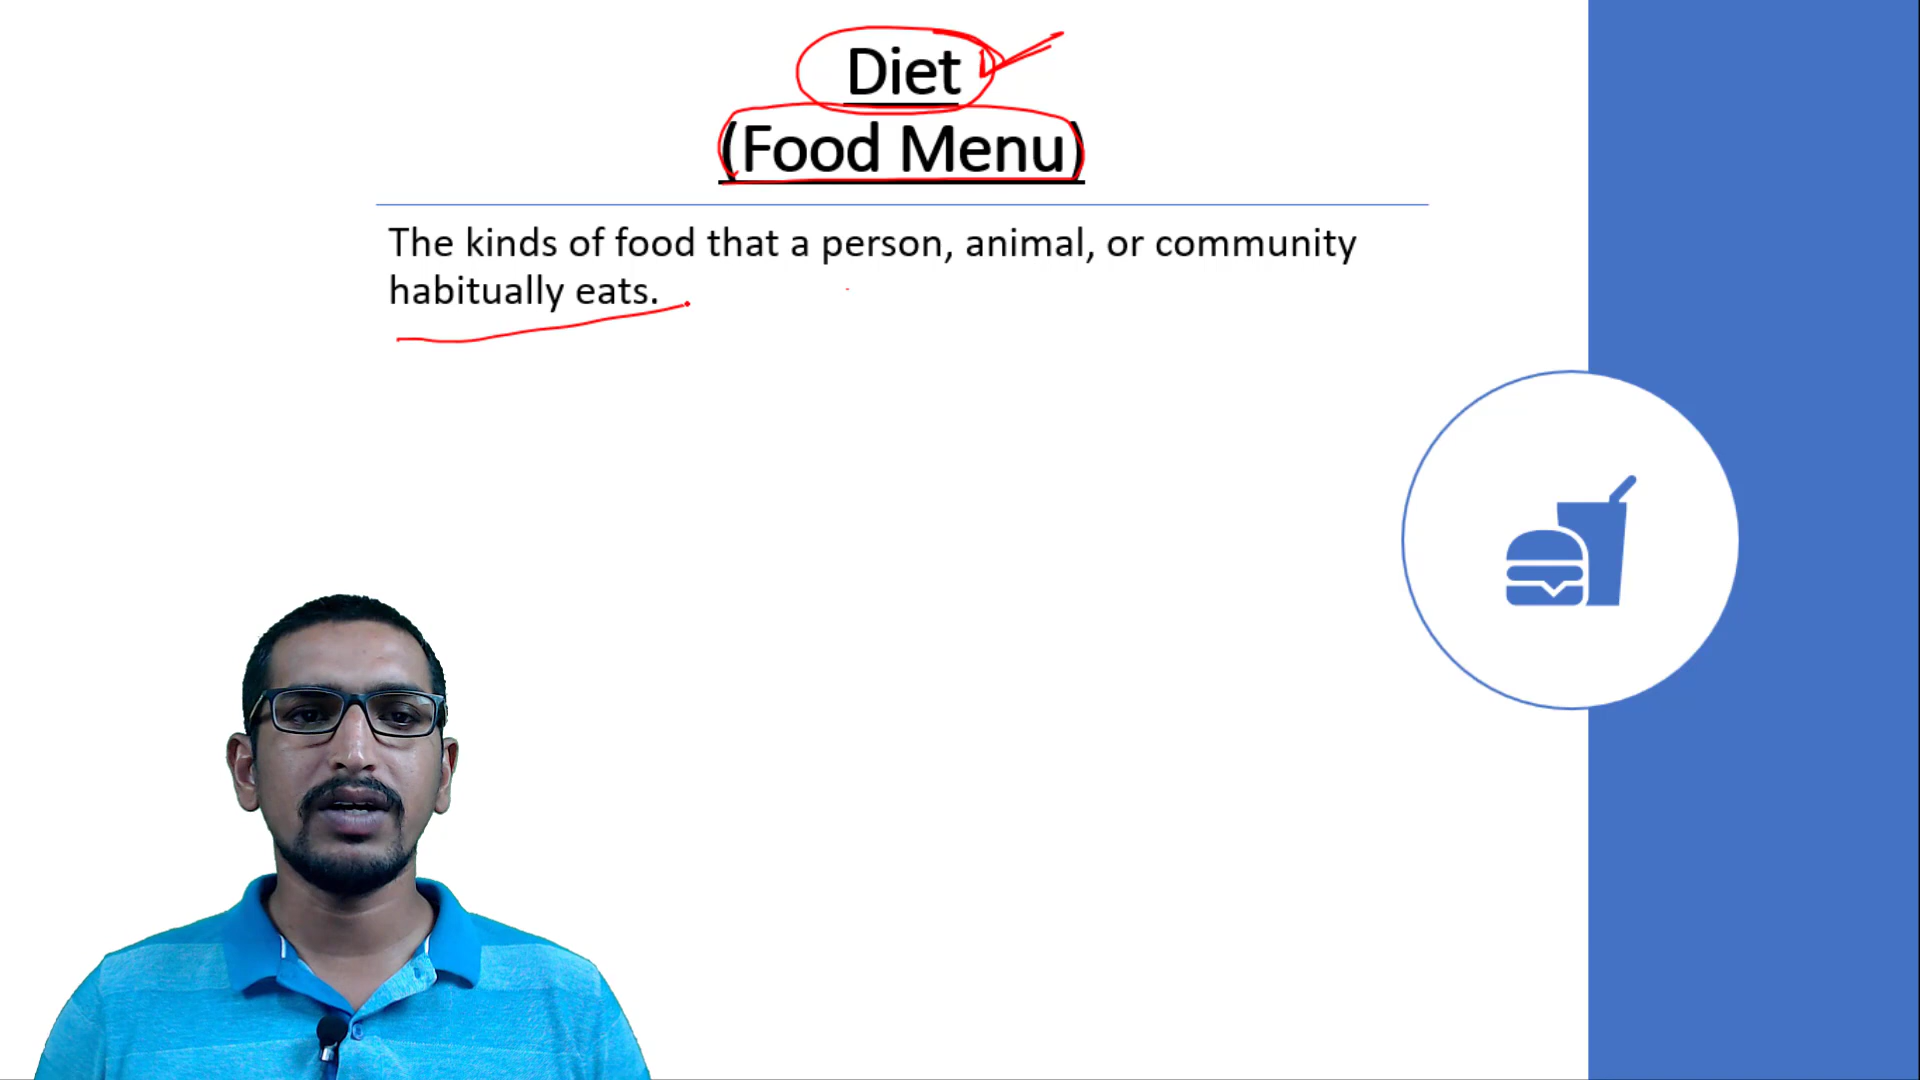 Diet
(Food Menu)
The kinds of food that a person, animal, or community
habitually eats.